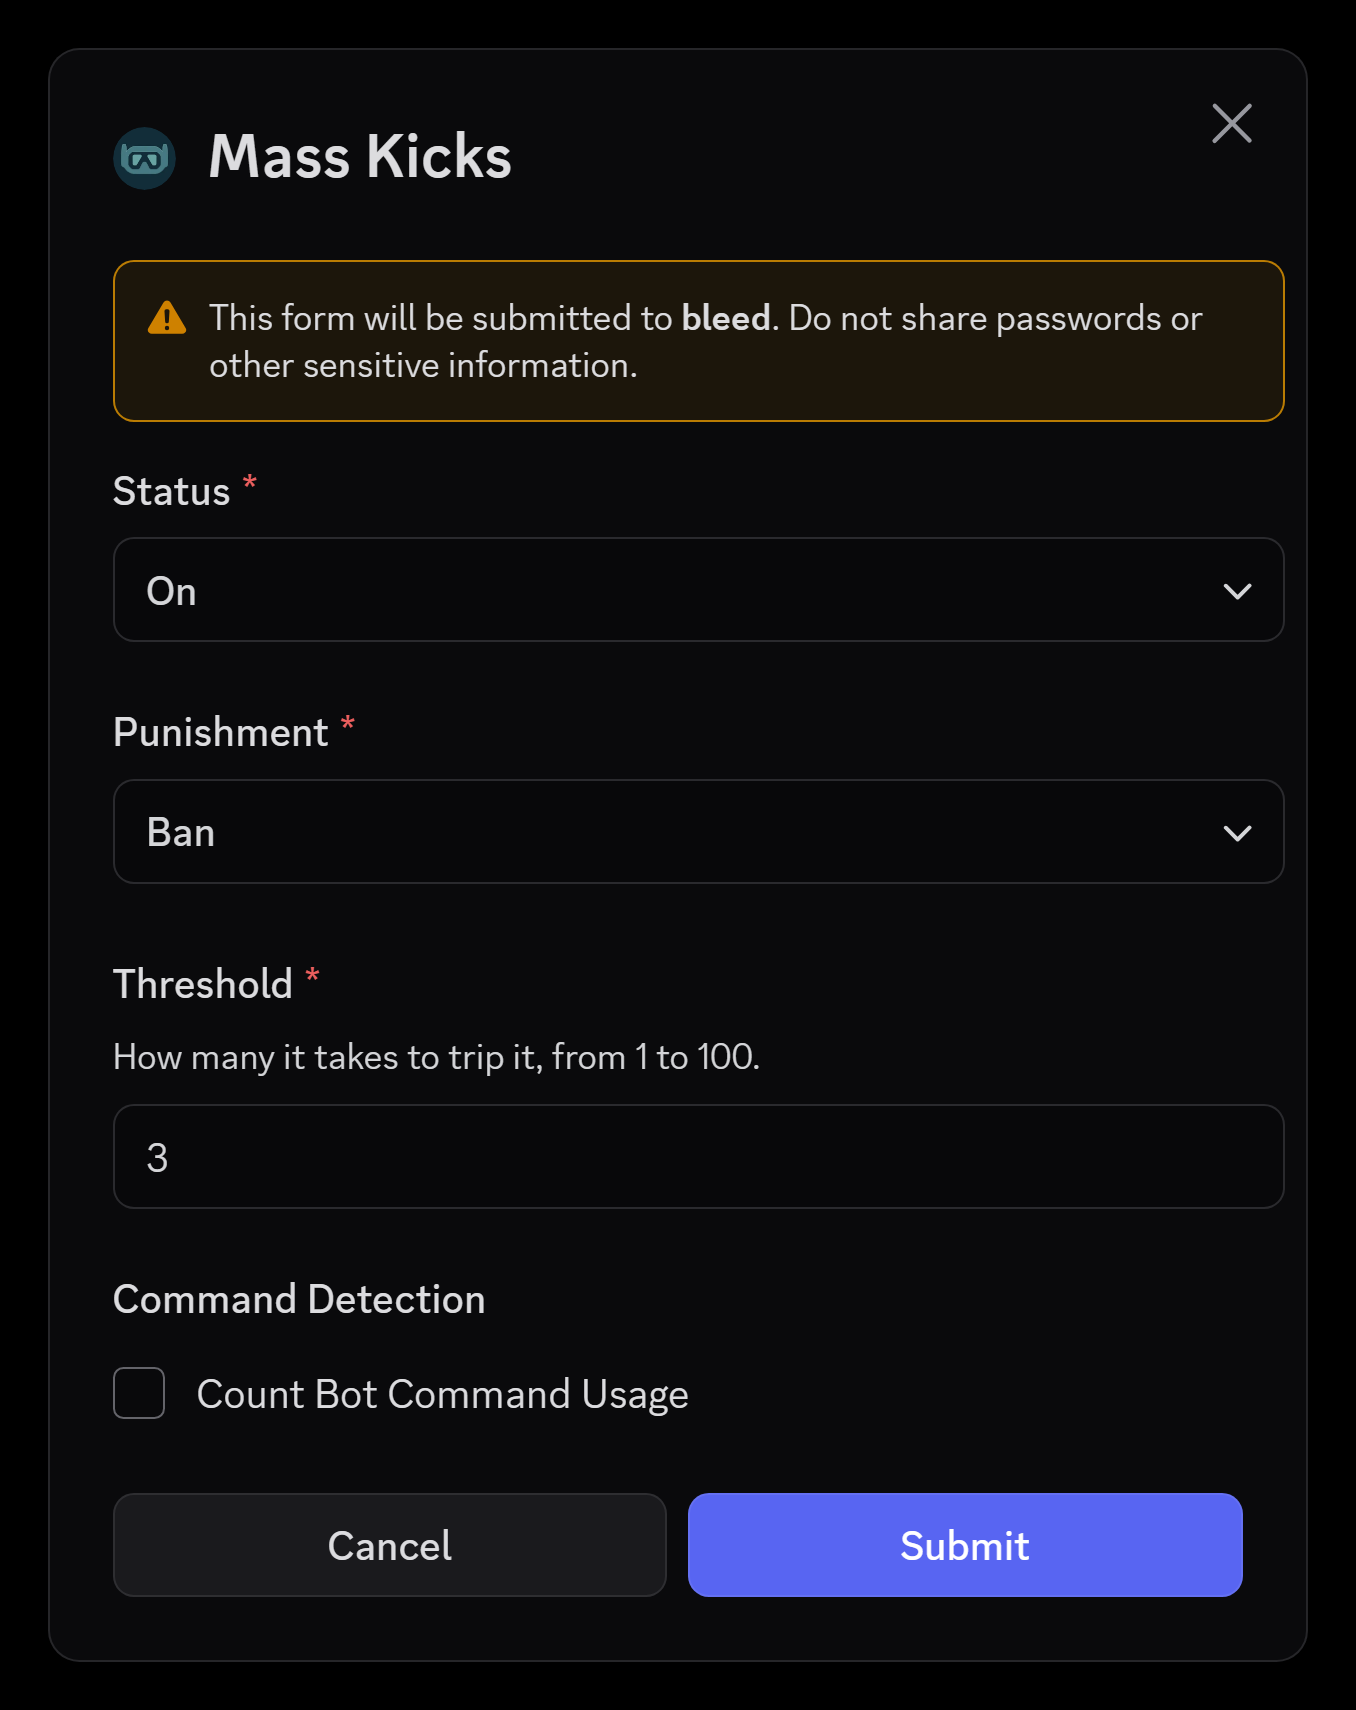 Mass Kicks
This form will be submitted to bleed. Do not share passwords or
other sensitive information.
Status *
On
Punishment *
Ban
Threshold *
How many it takes to trip it, from 1 to 100.
3
Command Detection
Count Bot Command Usage
Cancel
Submit